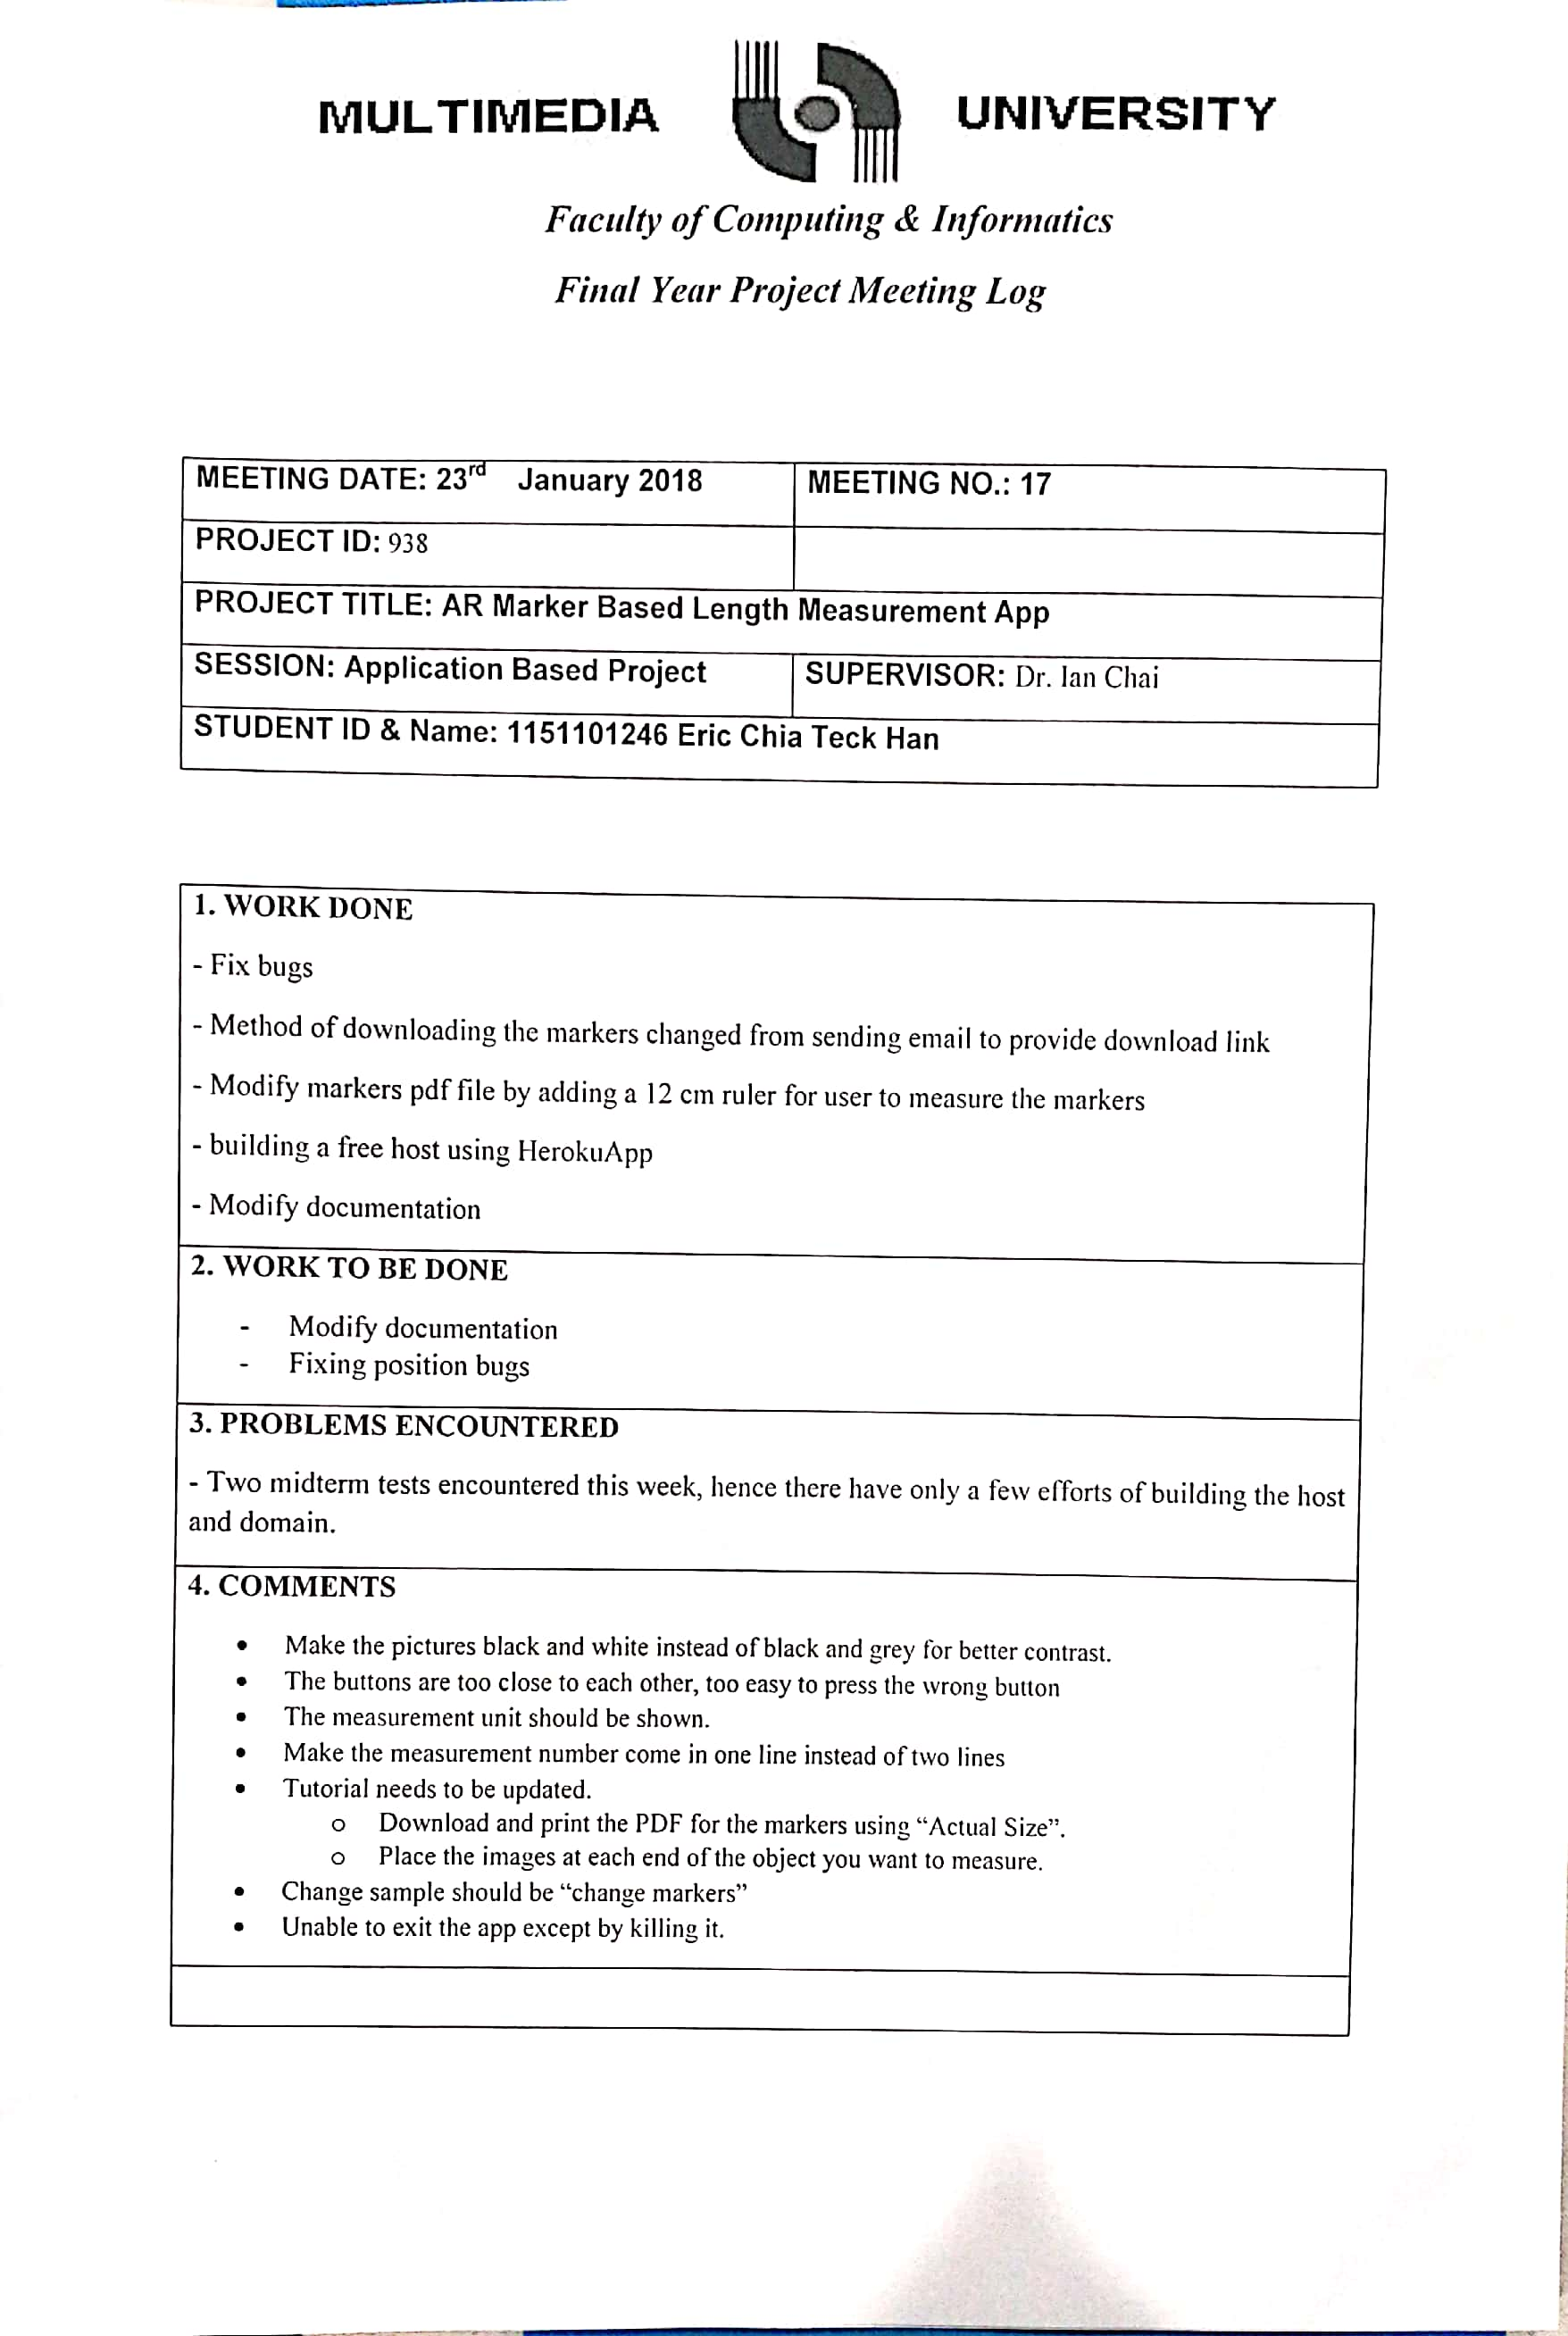 MULTIMEDIA UNIVERSITY
Faculty of Computing & Informatics
Final Year Project Meeting Log
MEETING DATE: 23rd January 2018 MEETING NO.: 17
PROJECT ID: 938
PROJECT TITLE: AR Marker Based Length Measurement App
SESSION: Application Based Project SUPERVISOR: Dr. Ian Chai
STUDENT ID & Name: 1151101246 Eric Chia Teck Han
1. WORK DONE
- Fix bugs
- Method of downloading the markers changed from sending email to provide download link
- Modify markers pdf file by adding a 12 cm ruler for user to measure the markers
- building a free host using HerokuApp
- Modify documentation
2. WORK TO BE DONE
- Modify documentation
- Fixing position bugs
3. PROBLEMS ENCOUNTERED
- Two midterm tests encountered this week, hence there have only a few efforts of building the host
and domain.
4. COMMENTS
• Make the pictures black and white instead of black and grey for better contrast.
• The buttons are too close to each other, too easy to press the wrong button
• The measurement unit should be shown.
• Make the measurement number come in one line instead of two lines
• Tutorial needs to be updated.
o Download and print the PDF for the markers using “Actual Size”.
o Place the images at each end of the object you want to measure.
• Change sample should be “change markers”
• Unable to exit the app except by killing it.